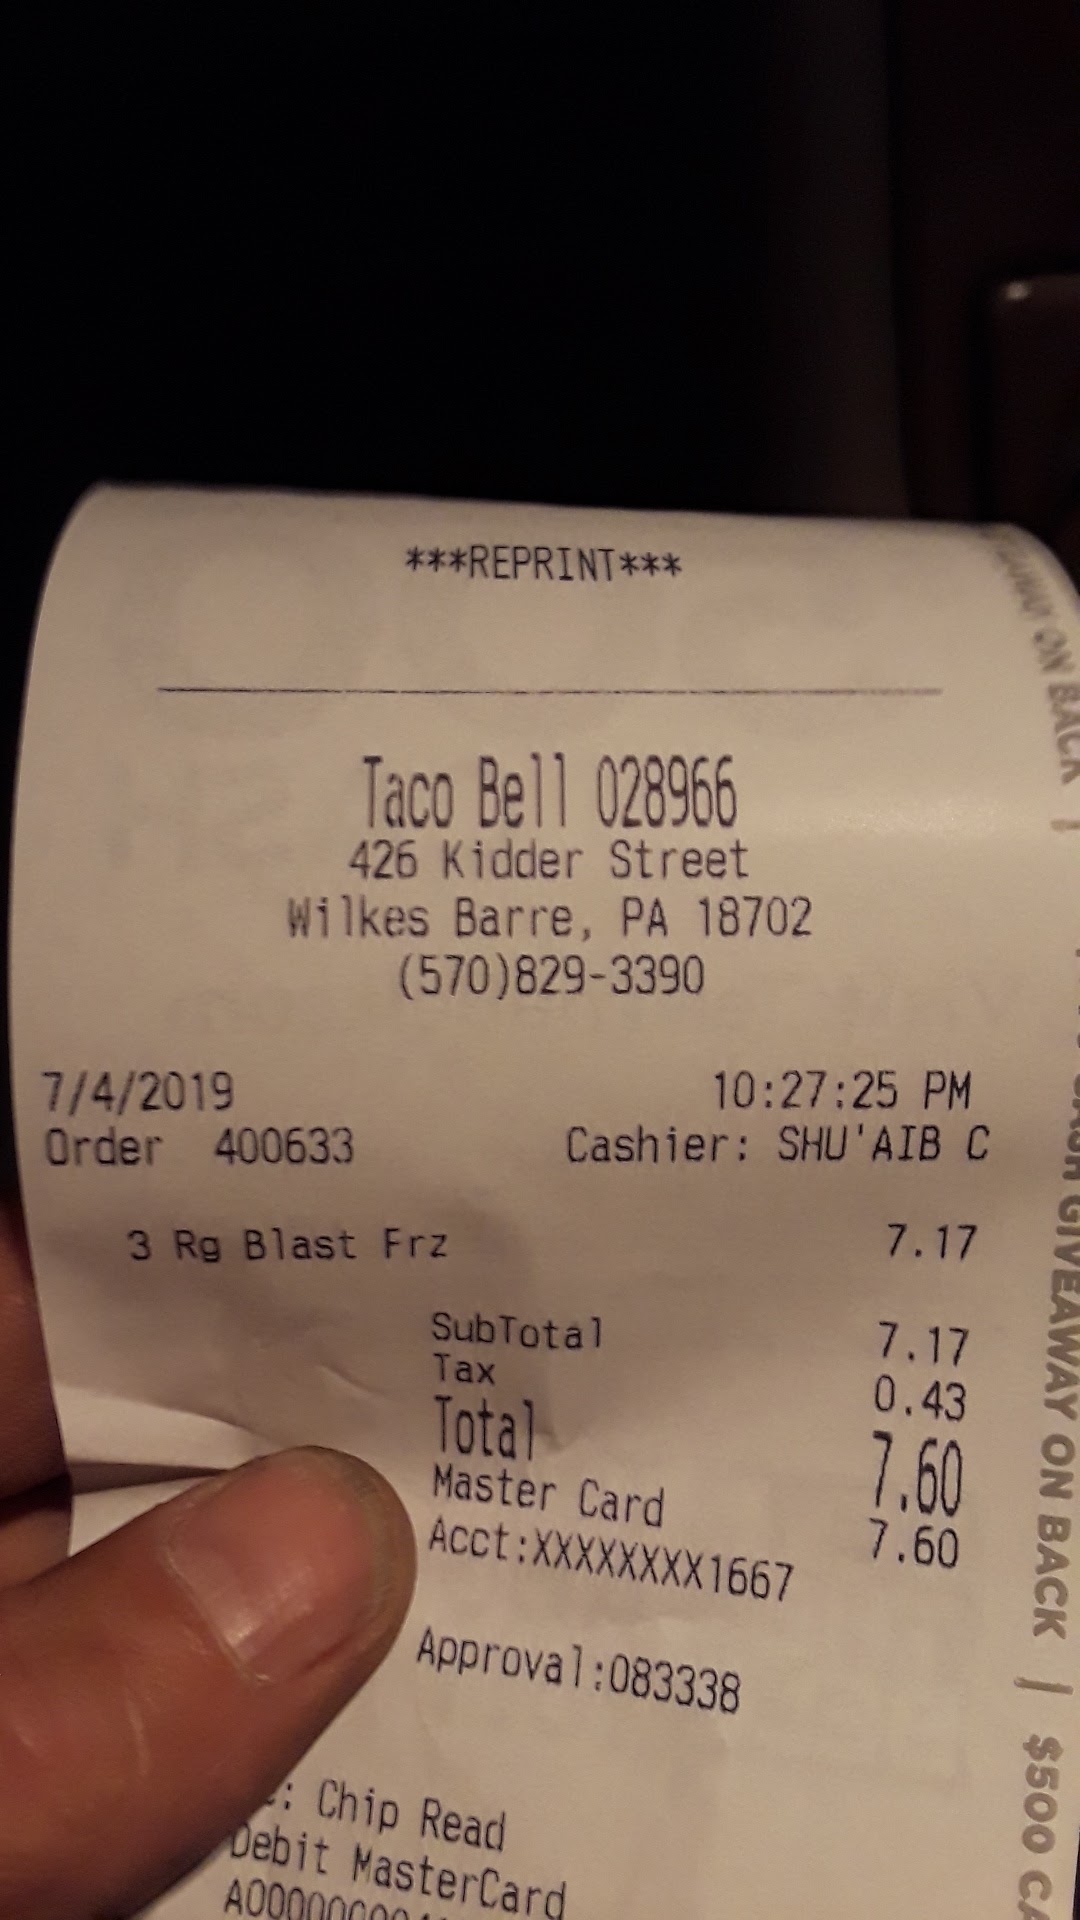 ***REPRINT***
Taco Bell 028966
426 Kidder Street
Wilkes Barre, PA 18702
(570)829-3390
7/4/2019 10:27:25 PM
Order 400633 Cashier: SHU'AIB C
3 Rg Blast Frz 7.17
SubTotal 7.17
Tax 0.43
Total 7.60
Master Card 7.60
Acct:XXXXXXXX1667
Approval:083338
: Chip Read
Debit MasterCard
ON BACK |
CASH GIVEAWAY ON BACK | $500